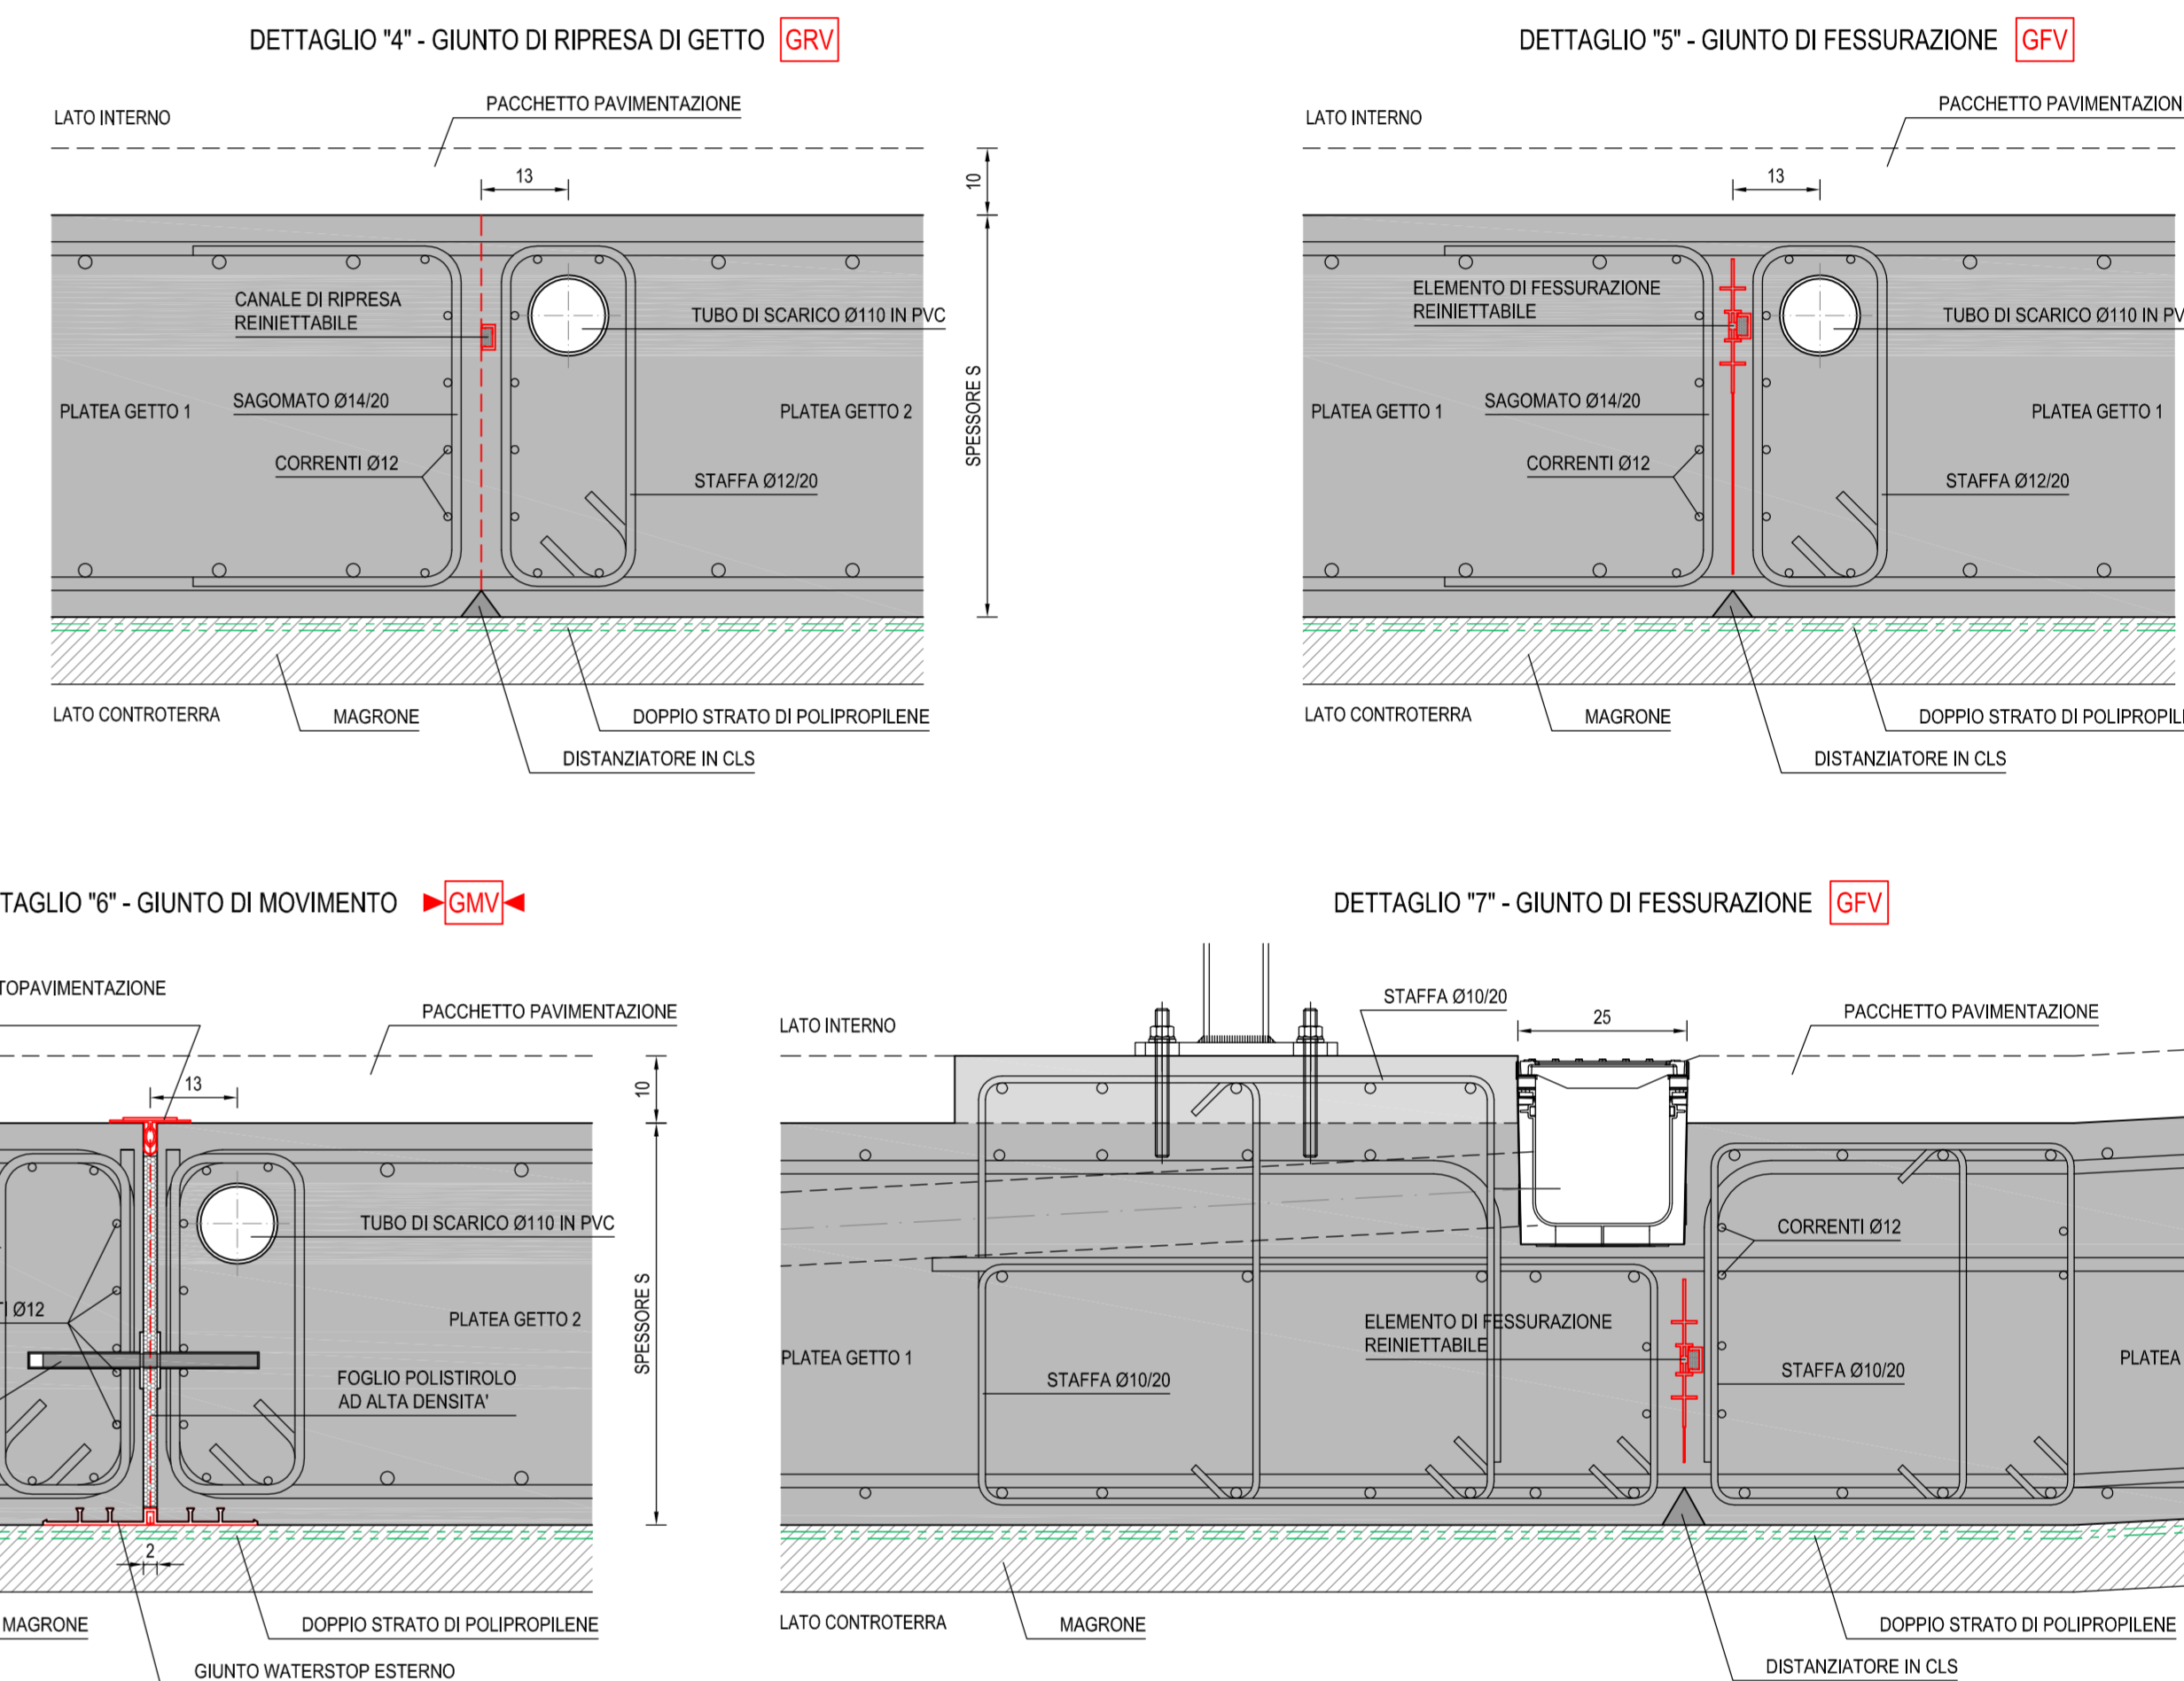 DETTAGLIO "4" - GIUNTO DI RIPRESA DI GETTO GRV
LATO INTERNO
PACCHETTO PAVIMENTAZIONE
13
10
CANALE DI RIPRESA
REINIETTABILE
TUBO DI SCARICO Ø110 IN PVC
PLATEA GETTO 1
SAGOMATO Ø14/20
PLATEA GETTO 2
CORRENTI Ø12
STAFFA Ø12/20
SPESSORE S
LATO CONTROTERRA
MAGRONE
DOPPIO STRATO DI POLIPROPILENE
DISTANZIATORE IN CLS
DETTAGLIO "5" - GIUNTO DI FESSURAZIONE GFV
LATO INTERNO
PACCHETTO PAVIMENTAZION
13
ELEMENTO DI FESSURAZIONE
REINIETTABILE
TUBO DI SCARICO Ø110 IN PV
PLATEA GETTO 1
SAGOMATO Ø14/20
PLATEA GETTO 1
CORRENTI Ø12
STAFFA Ø12/20
LATO CONTROTERRA
MAGRONE
DOPPIO STRATO DI POLIPROPIL
DISTANZIATORE IN CLS
TAGLIO "6" - GIUNTO DI MOVIMENTO GMV
TOPAVIMENTAZIONE
PACCHETTO PAVIMENTAZIONE
13
10
TUBO DI SCARICO Ø110 IN PVC
I Ø12
PLATEA GETTO 2
FOGLIO POLISTIROLO
AD ALTA DENSITA'
SPESSORE S
2
MAGRONE
DOPPIO STRATO DI POLIPROPILENE
GIUNTO WATERSTOP ESTERNO
DETTAGLIO "7" - GIUNTO DI FESSURAZIONE GFV
LATO INTERNO
STAFFA Ø10/20
25
PACCHETTO PAVIMENTAZIONE
CORRENTI Ø12
ELEMENTO DI FESSURAZIONE
REINIETTABILE
PLATEA GETTO 1
STAFFA Ø10/20
STAFFA Ø10/20
PLATEA
LATO CONTROTERRA
MAGRONE
DOPPIO STRATO DI POLIPROPILENE
DISTANZIATORE IN CLS